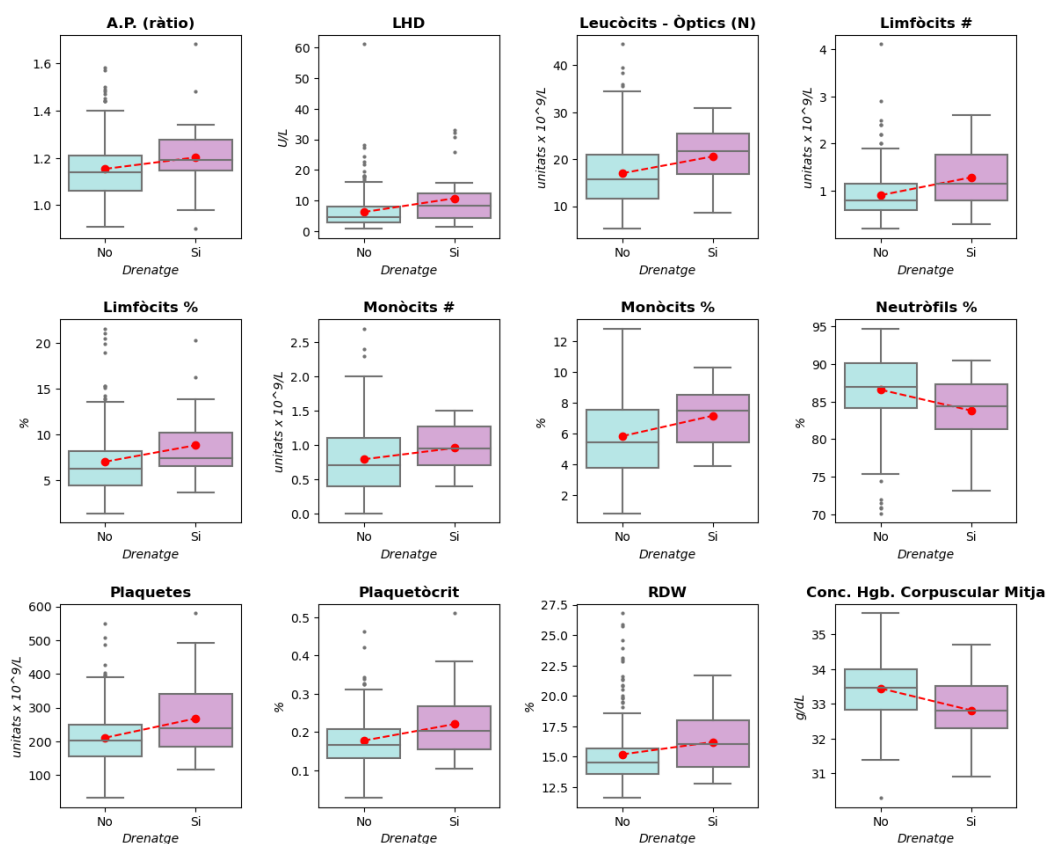 A.P. (ràtio)
1.6
1.4
1.2
1.0
No
Si
Drenatge
LHD
U/L
60
50
40
30
20
10
0
No
Si
Drenatge
Leucòcits - Òptics (N)
unitats x 10^9/L
40
30
20
10
No
Si
Drenatge
Limfòcits #
unitats x 10^9/L
4
3
2
1
No
Si
Drenatge
Limfòcits %
%
20
15
10
5
No
Si
Drenatge
Monòcits #
unitats x 10^9/L
2.5
2.0
1.5
1.0
0.5
0.0
No
Si
Drenatge
Monòcits %
%
12
10
8
6
4
2
No
Si
Drenatge
Neutròfils %
%
95
90
85
80
75
70
No
Si
Drenatge
Plaquetes
unitats x 10^9/L
600
500
400
300
200
100
No
Si
Drenatge
Plaquetòcrit
%
0.5
0.4
0.3
0.2
0.1
No
Si
Drenatge
RDW
%
27.5
25.0
22.5
20.0
17.5
15.0
12.5
No
Si
Drenatge
Conc. Hgb. Corpuscular Mitja
g/dL
35
34
33
32
31
No
Si
Drenatge